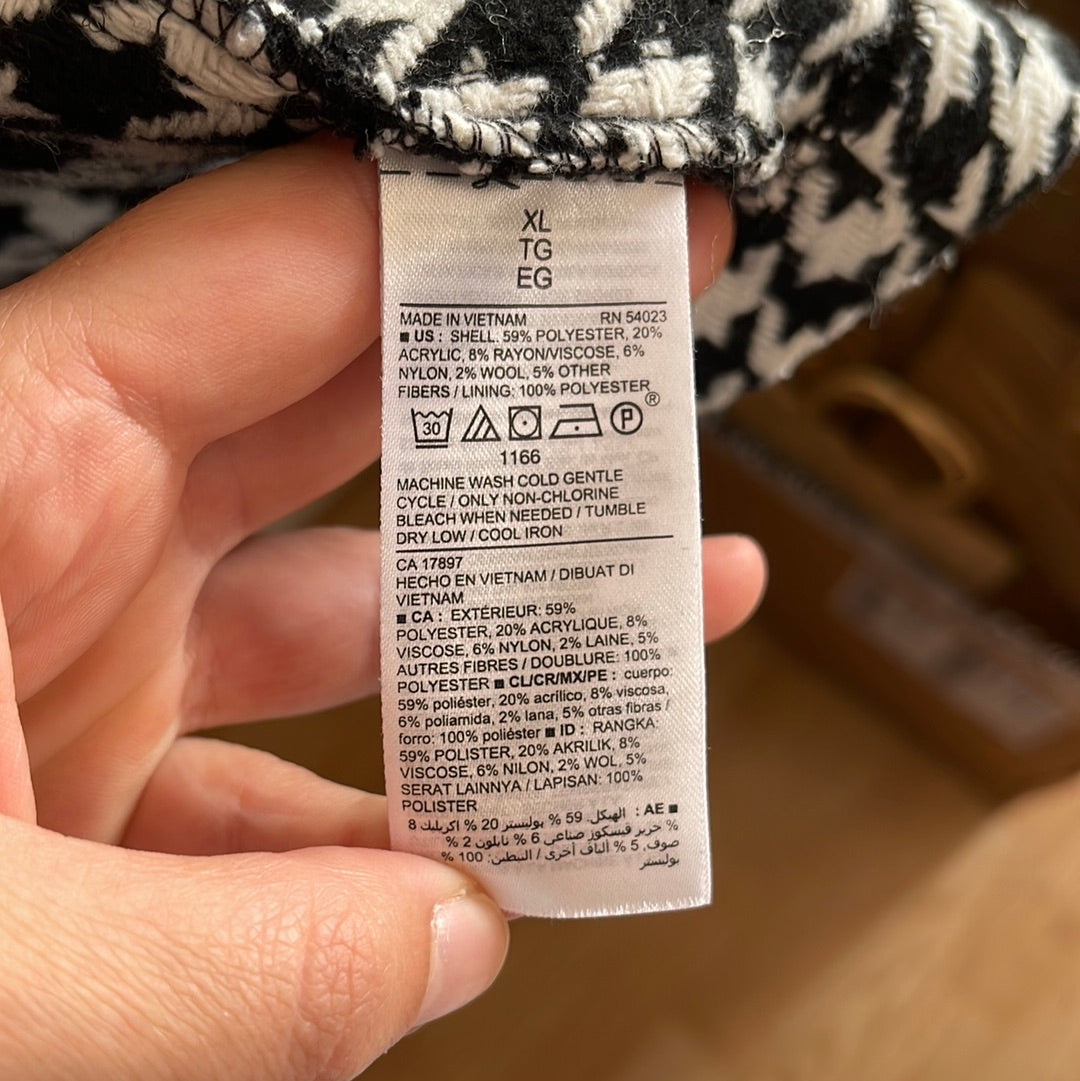 XL
TG
EG
MADE IN VIETNAM RN 54023
■ US : SHELL. 59% POLYESTER, 20%
ACRYLIC, 8% RAYON/VISCOSE, 6%
NYLON, 2% WOOL, 5% OTHER
FIBERS / LINING: 100% POLYESTER
30 P ®
1166
MACHINE WASH COLD GENTLE
CYCLE / ONLY NON-CHLORINE
BLEACH WHEN NEEDED / TUMBLE
DRY LOW / COOL IRON
CA 17897
HECHO EN VIETNAM / DIBUAT DI
VIETNAM
■ CA : EXTÉRIEUR: 59%
POLYESTER, 20% ACRYLIQUE, 8%
VISCOSE, 6% NYLON, 2% LAINE, 5%
AUTRES FIBRES / DOUBLURE: 100%
POLYESTER ■ CL/CR/MX/PE : cuerpo:
59% poliéster, 20% acrílico, 8% viscosa,
6% poliamida, 2% lana, 5% otras fibras /
forro: 100% poliéster ■ ID : RANGKA:
59% POLISTER, 20% AKRILIK, 8%
VISCOSE, 6% NILON, 2% WOL, 5%
SERAT LAINNYA / LAPISAN: 100%
POLISTER
■ AE : الهيكل. 59 % بوليستر 20 % اكريليك 8
% حرير فيسكوز صناعي 6 % نايلون 2 %
صوف, 5 % ألياف أخرى / التبطين: 100 %
بوليستر